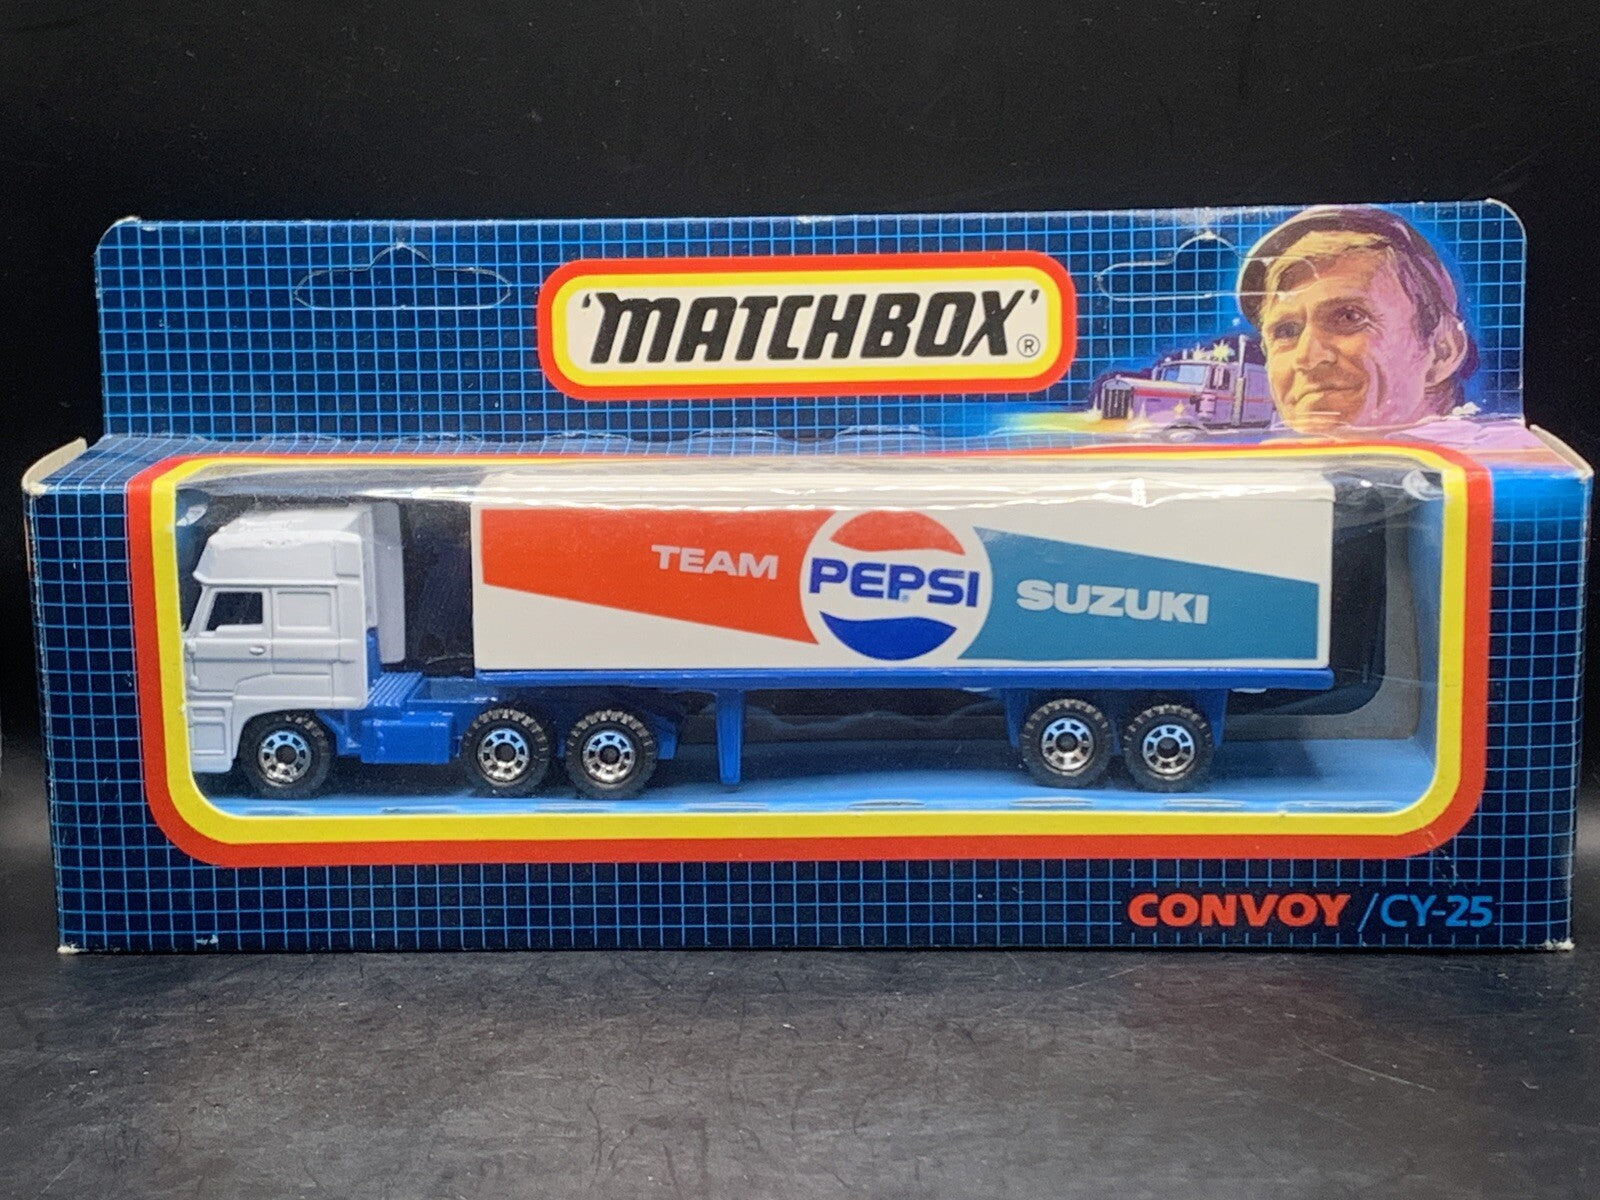 'MATCHBOX'®
TEAM PEPSI SUZUKI
CONVOY/CY-25